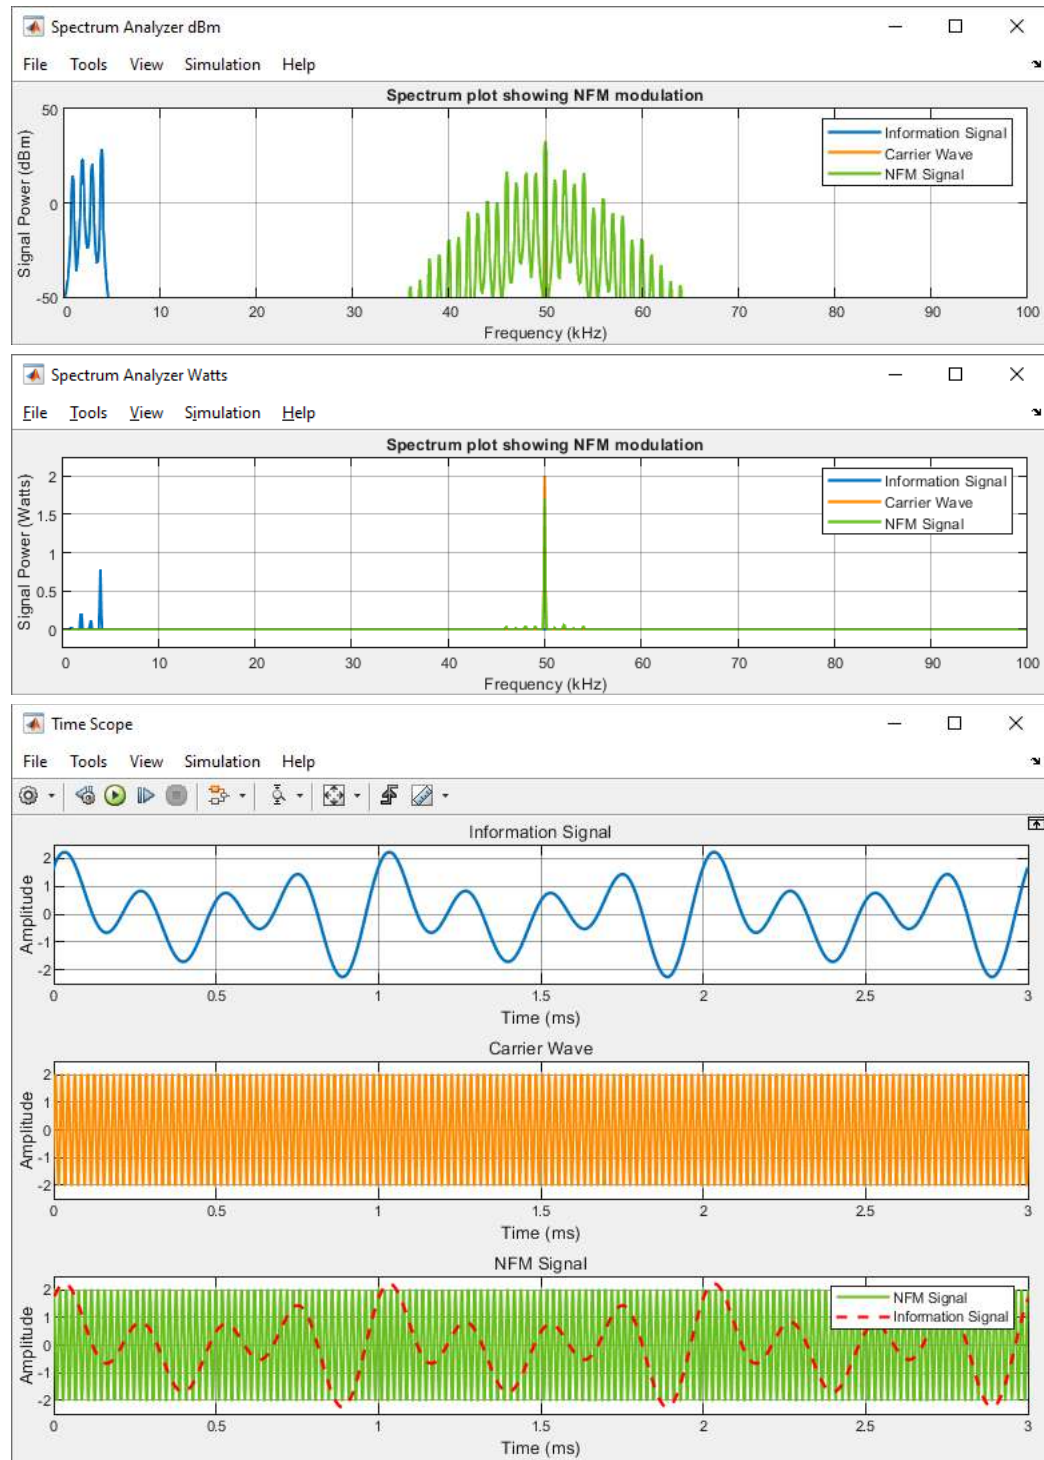 Spectrum Analyzer dBm
File Tools View Simulation Help
Spectrum plot showing NFM modulation
Signal Power (dBm)
50
0
-50
Information Signal
Carrier Wave
NFM Signal
0 10 20 30 40 50 60 70 80 90 100
Frequency (kHz)
Spectrum Analyzer Watts
File Tools View Simulation Help
Spectrum plot showing NFM modulation
Signal Power (Watts)
2
1.5
1
0.5
0
Information Signal
Carrier Wave
NFM Signal
0 10 20 30 40 50 60 70 80 90 100
Frequency (kHz)
Time Scope
File Tools View Simulation Help
Information Signal
Amplitude
2
1
0
-1
-2
0 0.5 1 1.5 2 2.5 3
Time (ms)
Carrier Wave
Amplitude
2
1
0
-1
-2
0 0.5 1 1.5 2 2.5 3
Time (ms)
NFM Signal
Amplitude
2
1
0
-1
-2
NFM Signal
Information Signal
0 0.5 1 1.5 2 2.5 3
Time (ms)